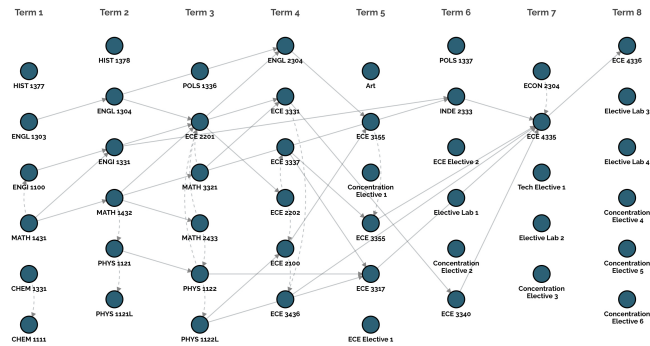 Term 1
Term 2
Term 3
Term 4
Term 5
Term 6
Term 7
Term 8
HIST 1377
ENGL 1303
ENGI 1100
MATH 1431
CHEM 1331
CHEM 1111
HIST 1378
ENGL 1304
ENGI 1331
MATH 1432
PHYS 1121
PHYS 1121L
POLS 1336
ECE 2201
MATH 3321
MATH 2433
PHYS 1122
PHYS 1122L
ENGL 2304
ECE 3331
ECE 3337
ECE 2202
ECE 2100
ECE 3436
Art
ECE 3155
Concentration
Elective 1
ECE 3355
ECE 3317
ECE Elective 1
POLS 1337
INDE 2333
ECE Elective 2
Elective Lab 1
Concentration
Elective 2
ECE 3340
ECON 2304
ECE 4335
Tech Elective 1
Elective Lab 2
Concentration
Elective 3
ECE 4336
Elective Lab 3
Elective Lab 4
Concentration
Elective 4
Concentration
Elective 5
Concentration
Elective 6